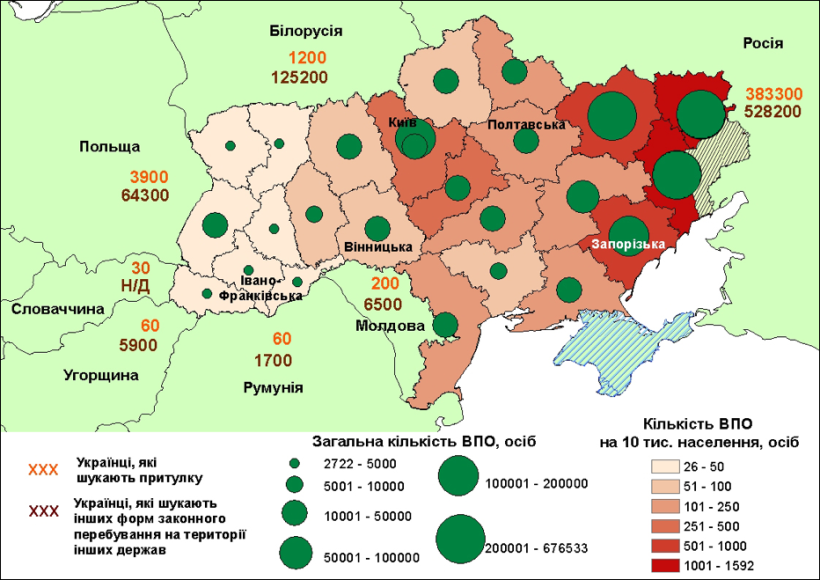 Білорусія
1200
125200
Росія
383300
528200
Київ
Полтавська
Польща
3900
64300
Запорізька
Вінницька
30
Н/Д
Івано-
Франківська
200
6500
Словаччина
Молдова
60
5900
60
1700
Угорщина
Румунія
XXX
Українці, які
шукають притулку
XXX
Українці, які шукають
інших форм законного
перебування на території
інших держав
Загальна кількість ВПО, осіб
2722 - 5000
5001 - 10000
10001 - 50000
50001 - 100000
100001 - 200000
200001 - 676533
Кількість ВПО
на 10 тис. населення, осіб
26 - 50
51 - 100
101 - 250
251 - 500
501 - 1000
1001 - 1592